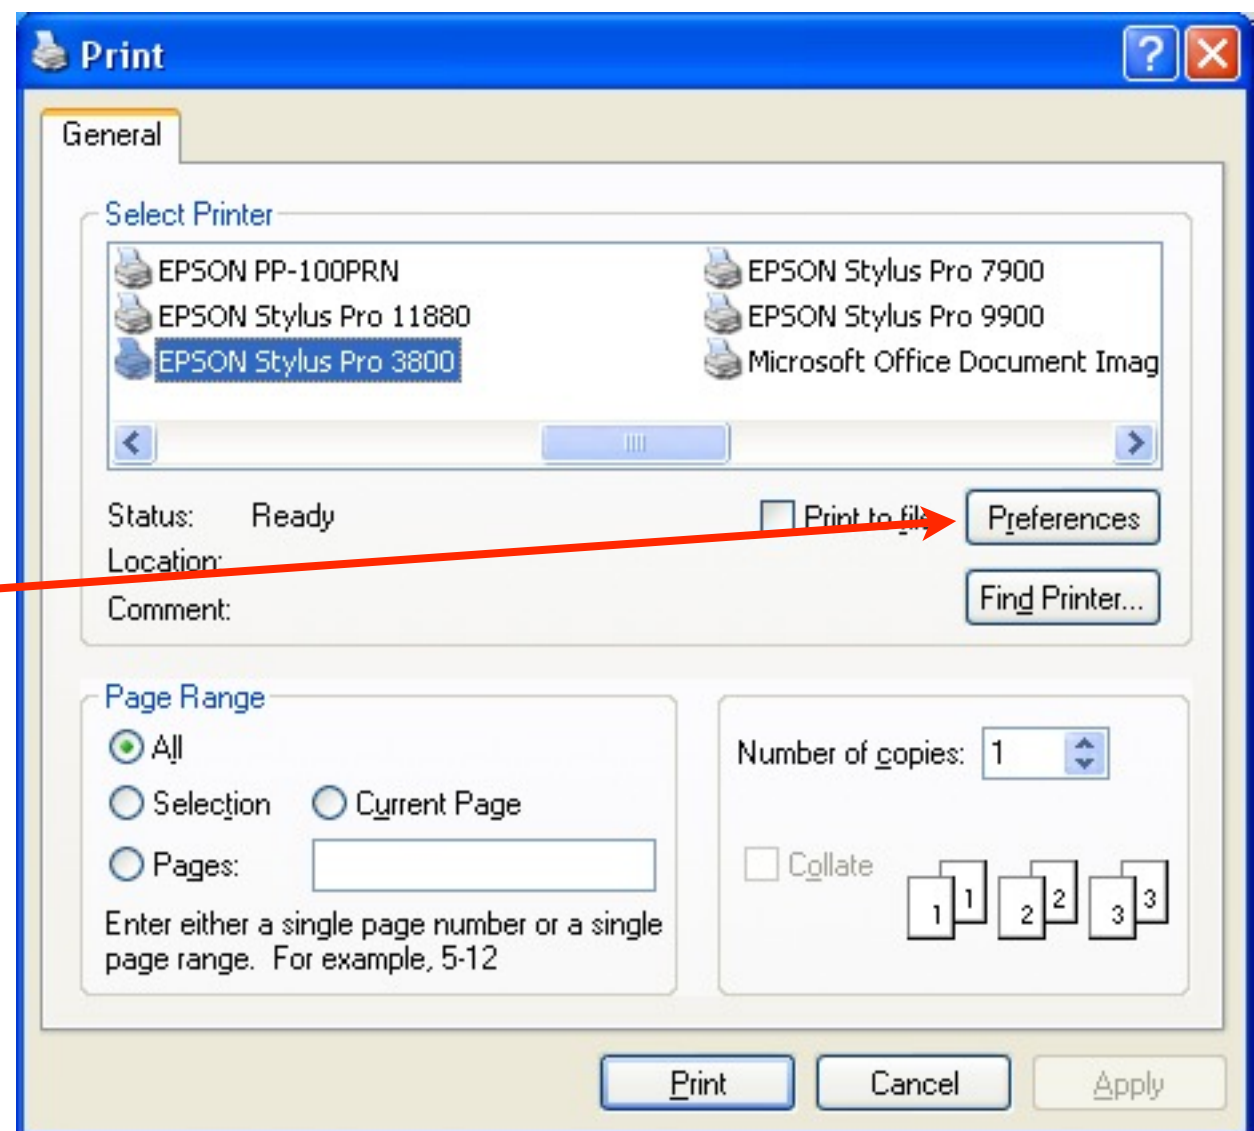 Print
General
Select Printer
EPSON PP-100PRN
EPSON Stylus Pro 7900
EPSON Stylus Pro 11880
EPSON Stylus Pro 9900
EPSON Stylus Pro 3800
Microsoft Office Document Imag
Status: Ready
Print to file
Preferences
Location:
Find Printer...
Comment:
Page Range
All
Number of copies: 1
Selection
Current Page
Pages:
Collate
1 1 2 2 3 3
Enter either a single page number or a single
page range. For example, 5-12
Print
Cancel
Apply